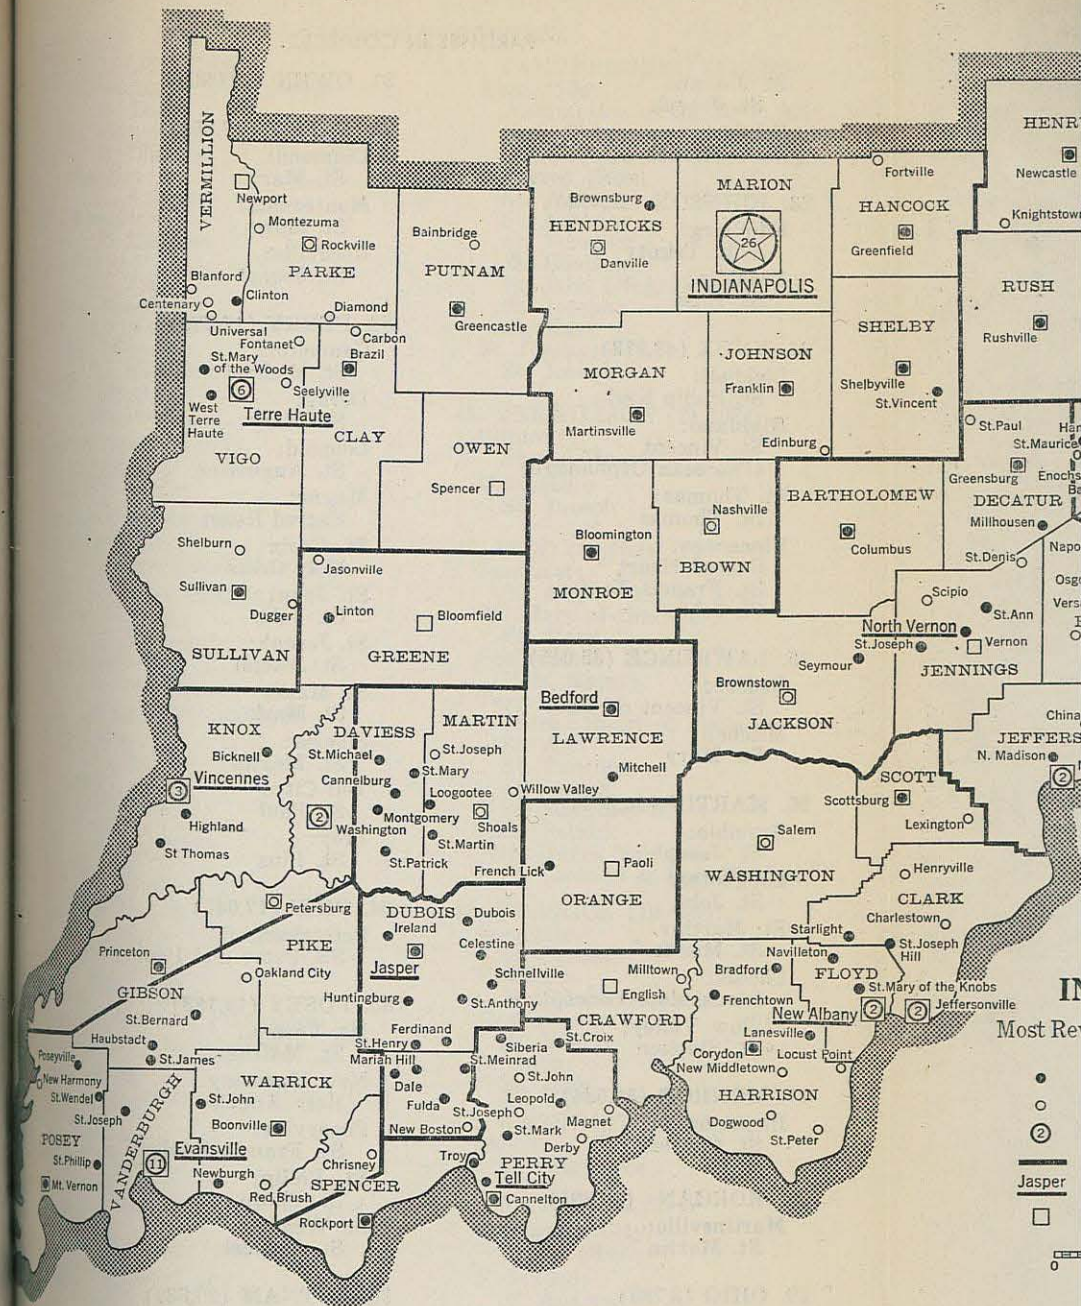 VERMILLION
Newport
Montezuma
Rockville
PARKE
Blanford
Centenary
Clinton
Diamond
Bainbridge
PUTNAM
Greencastle
Brownsburg
HENDRICKS
Danville
MARION
26
INDIANAPOLIS
Fortville
HANCOCK
Greenfield
HENR
Newcastle
Knightstown
RUSH
Rushville
SHELBY
Shelbyville
St.Vincent
JOHNSON
Franklin
Edinburg
MORGAN
Martinsville
Universal
Fontanet
St.Mary
of the Woods
6
Seelyville
West
Terre
Haute
Terre Haute
VIGO
Carbon
Brazil
CLAY
OWEN
Spencer
St.Paul
St.Maurice
Greensburg
Enochs
DECATUR
Millhousen
St.Denis
Napo
BARTHOLOMEW
Columbus
Nashville
BROWN
Bloomington
MONROE
Shelburn
Sullivan
Dugger
SULLIVAN
Jasonville
Linton
Bloomfield
GREENE
Scipio
St.Ann
North Vernon
St.Joseph
Vernon
JENNINGS
Osg
Vers
Seymour
Brownstown
JACKSON
Bedford
LAWRENCE
Mitchell
KNOX
Bicknell
3
Vincennes
Highland
St Thomas
DAVIESS
St.Michael
Cannelburg
2
Washington
Montgomery
St.Patrick
MARTIN
St.Joseph
St.Mary
Loogootee
Shoals
St.Martin
Willow Valley
French Lick
Paoli
ORANGE
SCOTT
Scottsburg
Lexington
China
JEFFERS
N. Madison
2
Salem
WASHINGTON
Henryville
CLARK
Charlestown
Starlight
St.Joseph
Hill
Petersburg
PIKE
Princeton
GIBSON
Oakland City
St.Bernard
Haubstadt
St.James
DUBOIS
Ireland
Dubois
Jasper
Celestine
Schnellville
Huntingburg
St.Anthony
Ferdinand
St.Henry
Milltown
English
CRAWFORD
Siberia
St.Croix
Bradford
Navilleton
FLOYD
St.Mary of the Knobs
Frenchtown
New Albany
2
2
Jeffersonville
Lanesville
Corydon
Locust Point
New Middletown
HARRISON
Dogwood
St.Peter
Poseyville
New Harmony
St.Wendel
St.Joseph
POSEY
St.Phillip
Mt. Vernon
VANDERBURGH
11
Evansville
WARRICK
St.John
Boonville
Newburgh
Red Brush
Mariah Hill
Dale
Fulda
St.Meinrad
St.John
Leopold
St.Joseph
Magnet
New Boston
St.Mark
Derby
Troy
PERRY
Tell City
Cannelton
Chrisney
SPENCER
Rockport
IN
Most Rev
2
Jasper
0